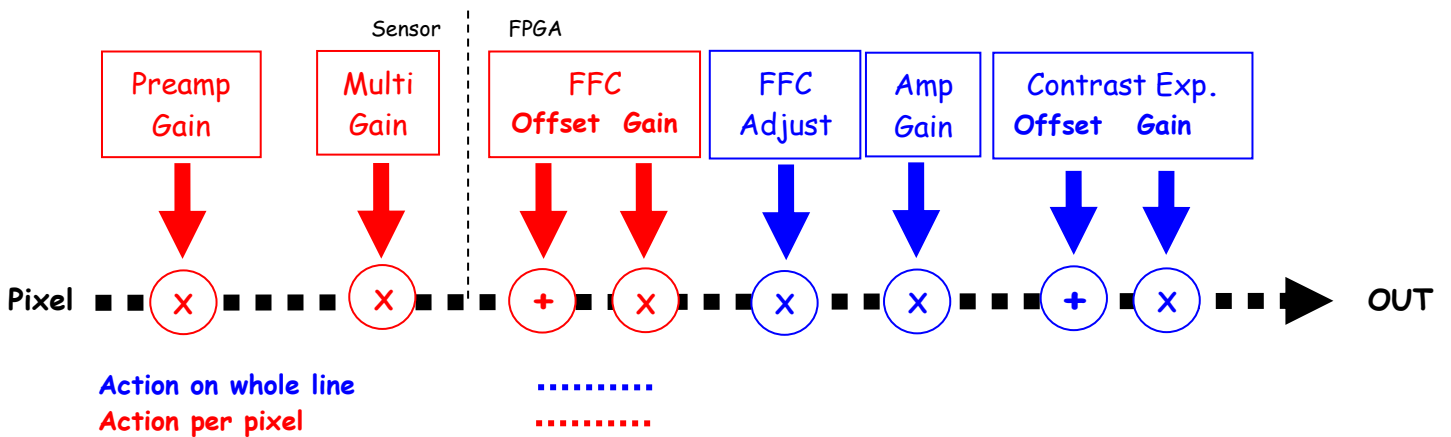 Sensor FPGA
Preamp Gain
Multi Gain
FFC
Offset Gain
FFC Adjust
Amp Gain
Contrast Exp.
Offset Gain
Pixel X X + X X X + X OUT
Action on whole line
Action per pixel